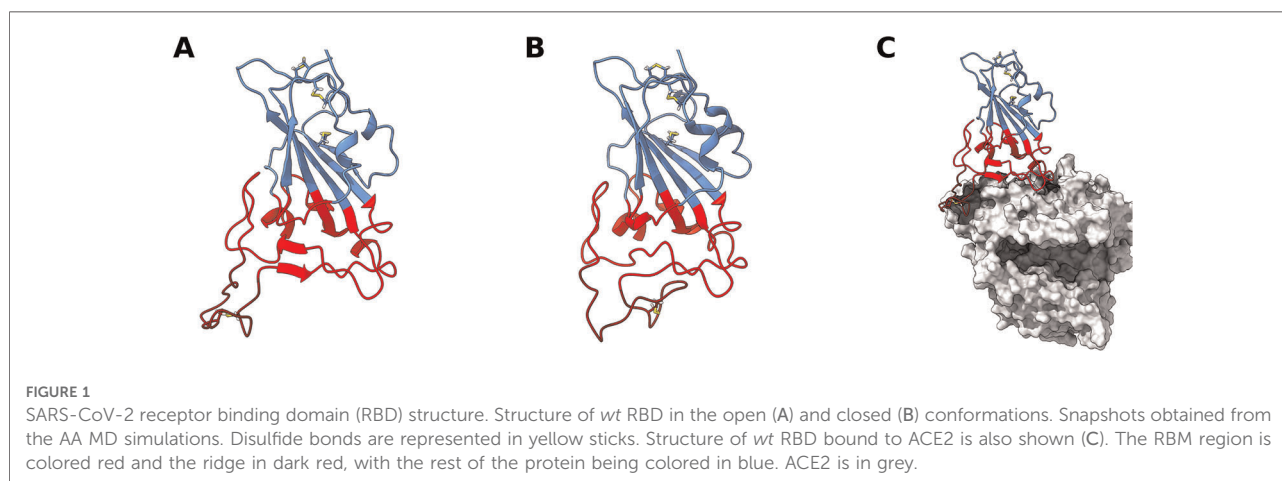 A
B
C
FIGURE 1
SARS-CoV-2 receptor binding domain (RBD) structure. Structure of wt RBD in the open (A) and closed (B) conformations. Snapshots obtained from
the AA MD simulations. Disulfide bonds are represented in yellow sticks. Structure of wt RBD bound to ACE2 is also shown (C). The RBM region is
colored red and the ridge in dark red, with the rest of the protein being colored in blue. ACE2 is in grey.